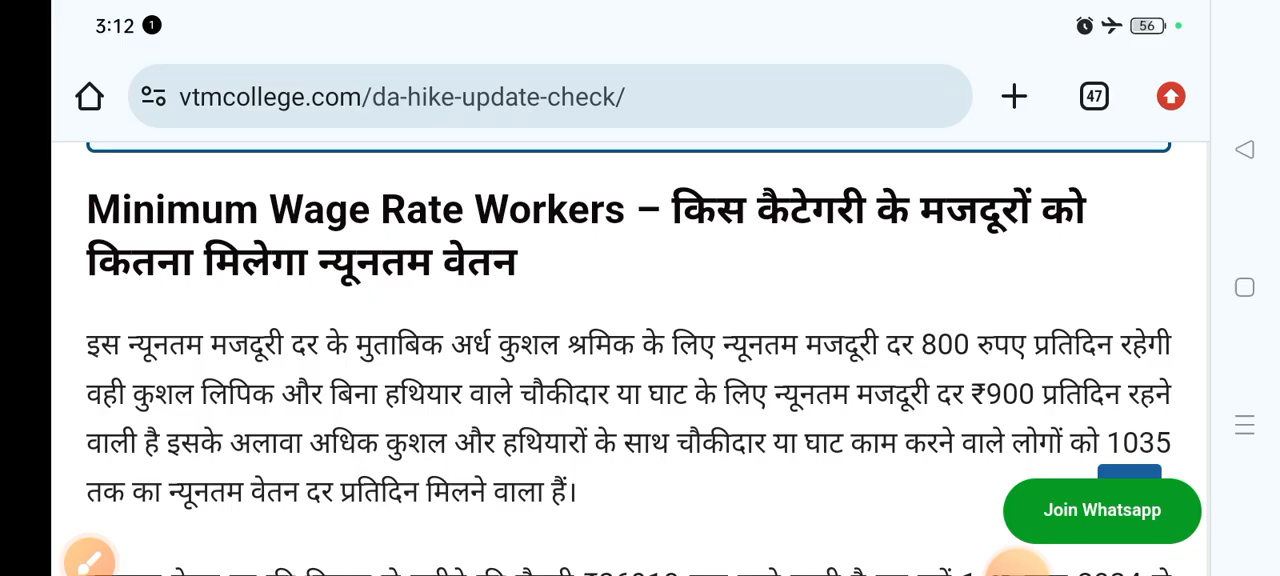 3:12 1
56
vtmcollege.com/da-hike-update-check/
47
Minimum Wage Rate Workers – किस कैटेगरी के मजदूरों को
कितना मिलेगा न्यूनतम वेतन
इस न्यूनतम मजदूरी दर के मुताबिक अर्ध कुशल श्रमिक के लिए न्यूनतम मजदूरी दर 800 रुपए प्रतिदिन रहेगी
वही कुशल लिपिक और बिना हथियार वाले चौकीदार या घाट के लिए न्यूनतम मजदूरी दर ₹900 प्रतिदिन रहने
वाली है इसके अलावा अधिक कुशल और हथियारों के साथ चौकीदार या घाट काम करने वाले लोगों को 1035
तक का न्यूनतम वेतन दर प्रतिदिन मिलने वाला हैं।
Join Whatsapp